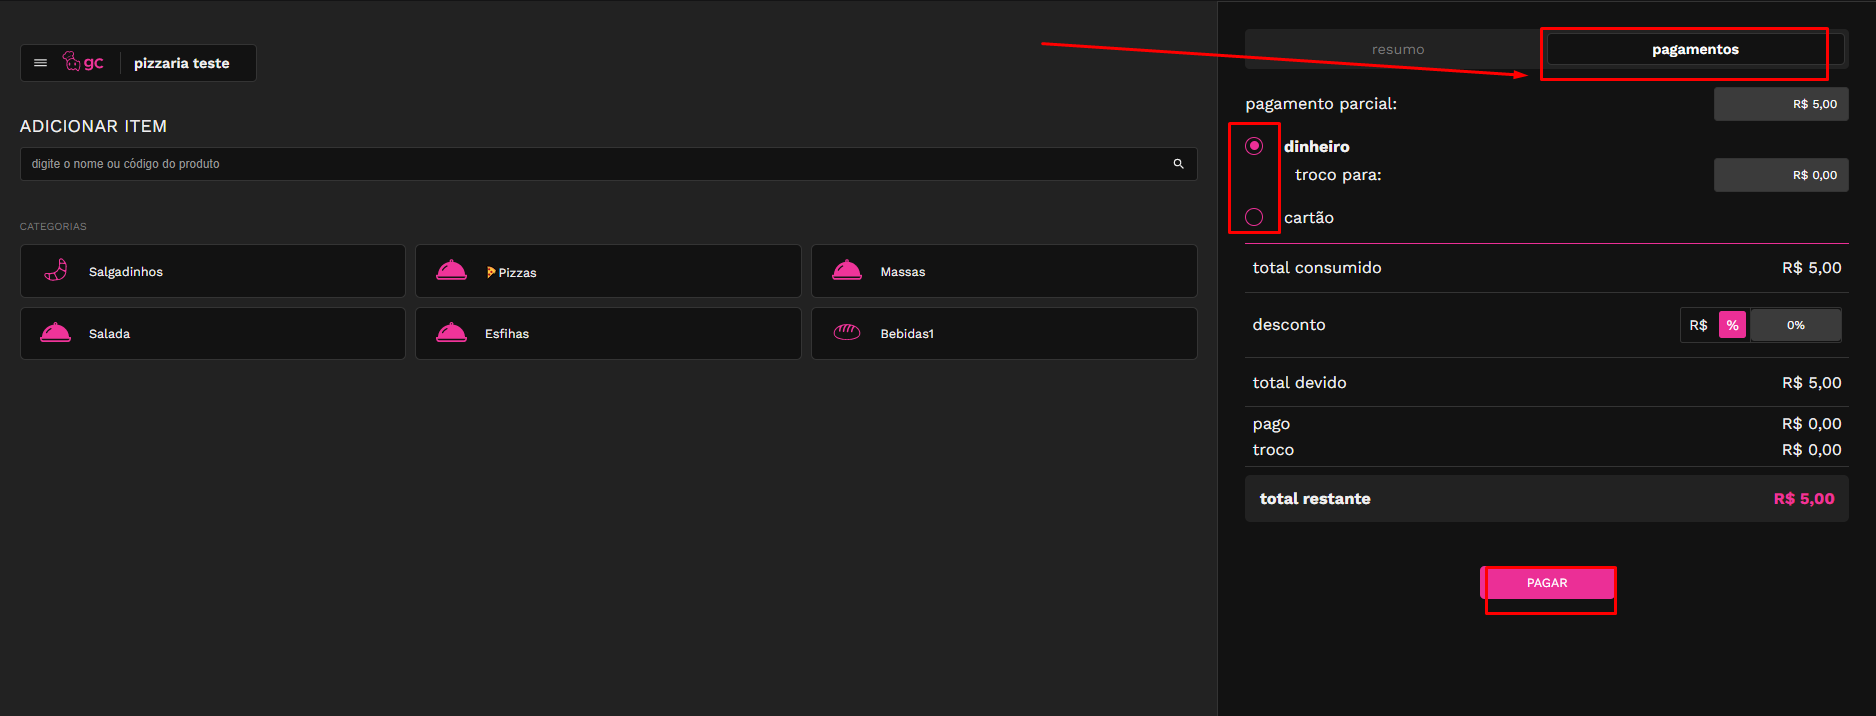 gc
pizzaria teste
ADICIONAR ITEM
digite o nome ou código do produto
CATEGORIAS
Salgadinhos
Pizzas
Massas
Salada
Esfihas
Bebidas1
resumo
pagamentos
pagamento parcial:
R$ 5,00
dinheiro
troco para:
R$ 0,00
cartão
total consumido
R$ 5,00
desconto
R$
%
0%
total devido
R$ 5,00
pago
R$ 0,00
troco
R$ 0,00
total restante
R$ 5,00
PAGAR